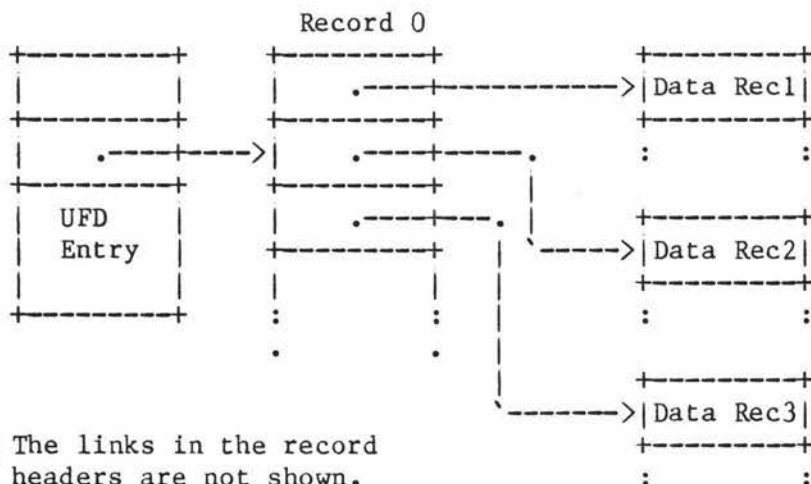 Record 0
Data Rec1
UFD
Entry
Data Rec2
Data Rec3
The links in the record
headers are not shown.